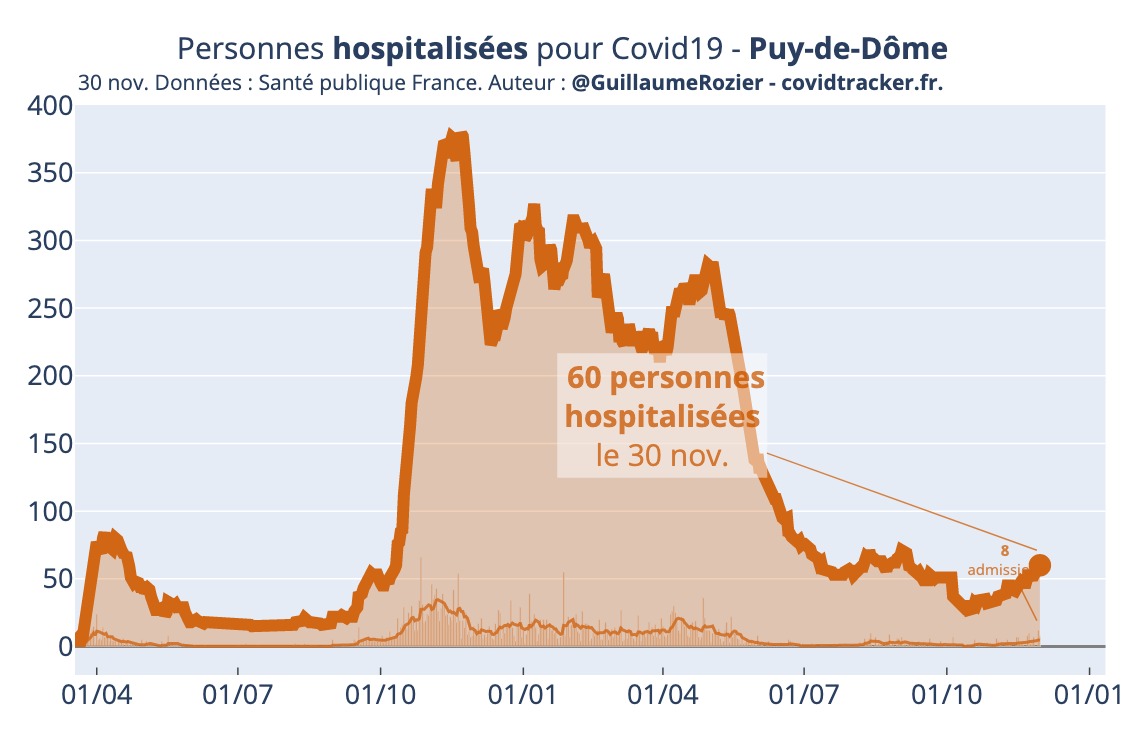 Personnes hospitalisées pour Covid19 - Puy-de-Dôme
30 nov. Données : Santé publique France. Auteur : @GuillaumeRozier - covidtracker.fr.
400
350
300
250
200
150
100
50
0
60 personnes
hospitalisées
le 30 nov.
8
admissio
01/04 01/07 01/10 01/01 01/04 01/07 01/10 01/01